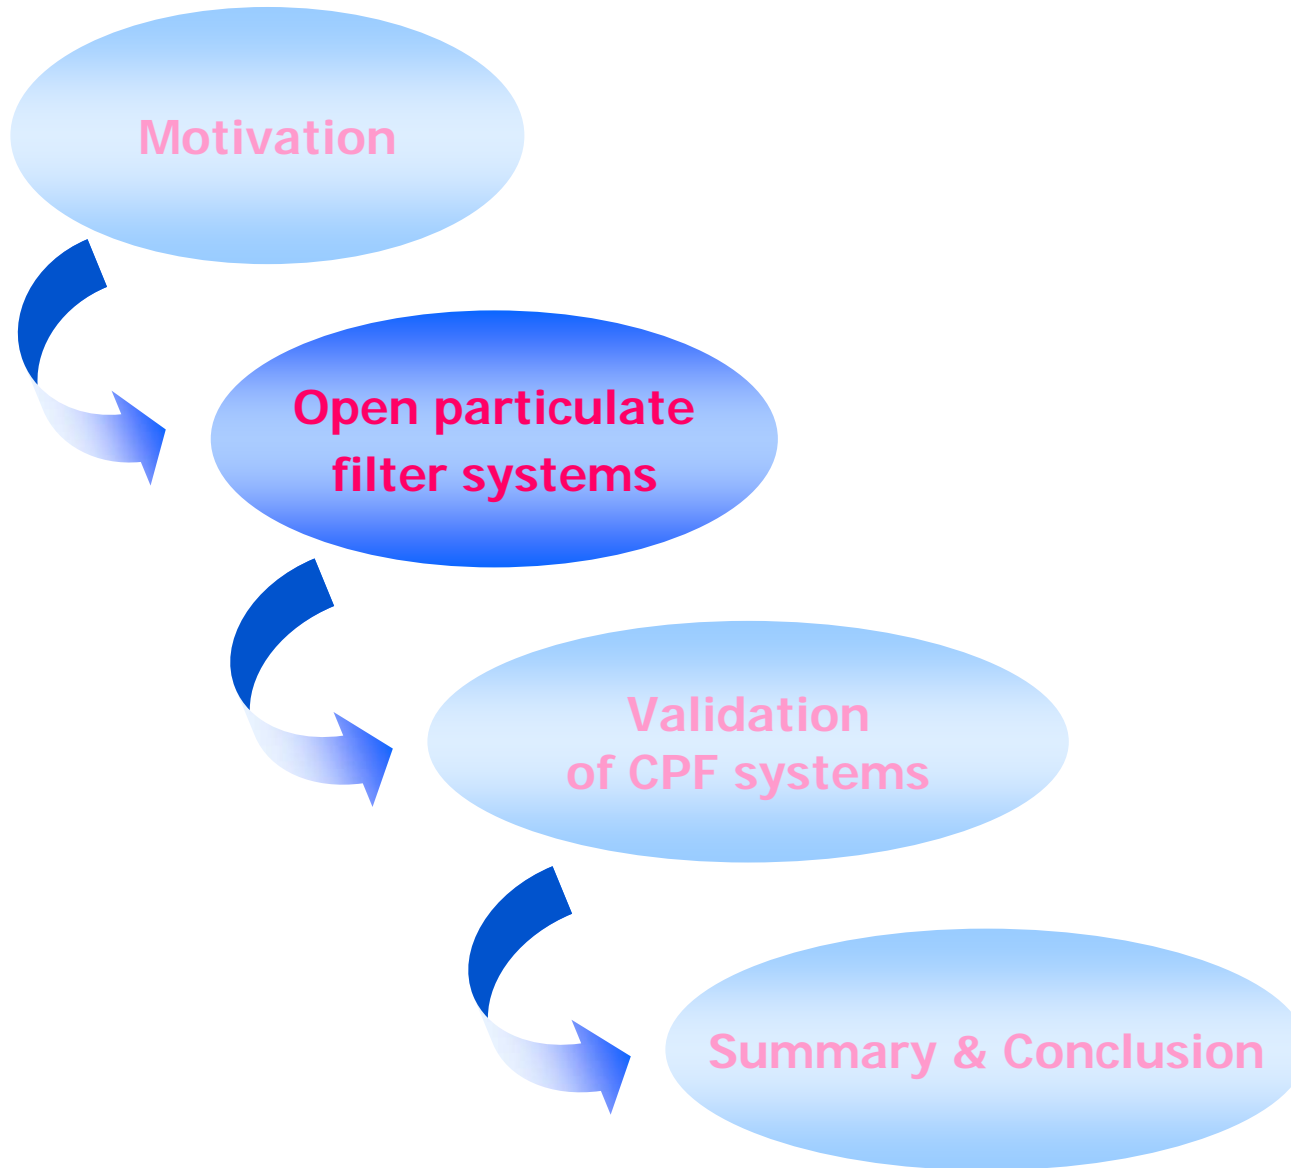 Motivation
Open particulate
filter systems
Validation
of CPF systems
Summary & Conclusion